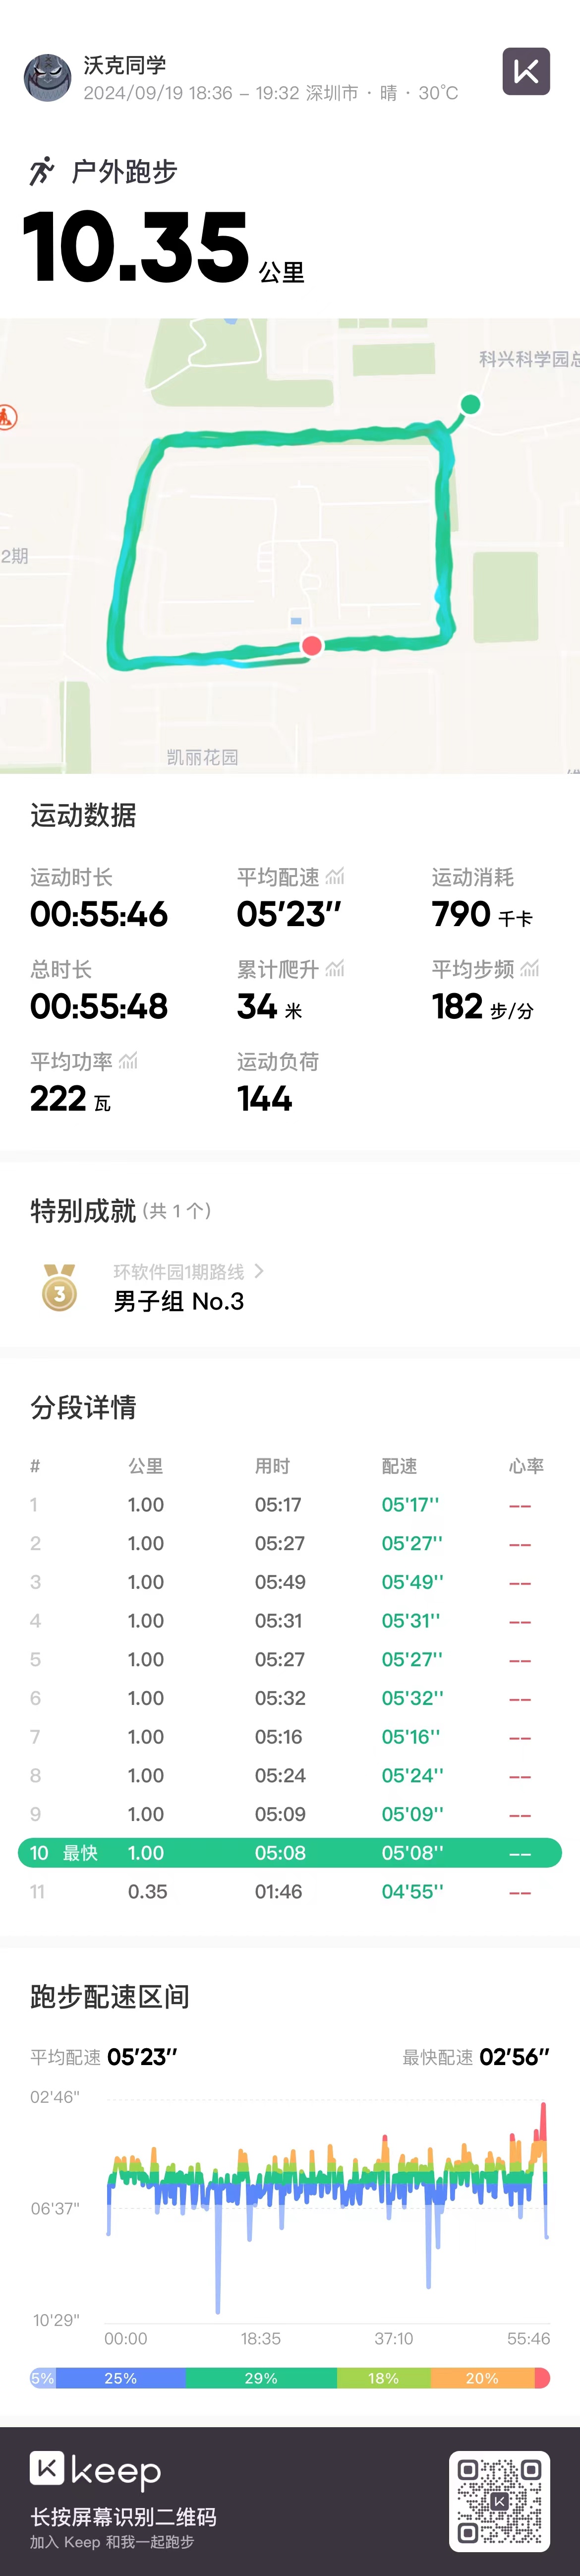 沃克同学
2024/09/19 18:36 – 19:32 深圳市 · 晴 · 30℃
户外跑步
10.35 公里
科兴科学园总
2期
凯丽花园
运动数据
运动时长 平均配速 运动消耗
00:55:46 05'23'' 790 千卡
总时长 累计爬升 平均步频
00:55:48 34 米 182 步/分
平均功率 运动负荷
222 瓦 144
特别成就 (共 1 个)
3
环软件园1期路线 >
男子组 No.3
分段详情
# 公里 用时 配速 心率
1 1.00 05:17 05'17'' --
2 1.00 05:27 05'27'' --
3 1.00 05:49 05'49'' --
4 1.00 05:31 05'31'' --
5 1.00 05:27 05'27'' --
6 1.00 05:32 05'32'' --
7 1.00 05:16 05'16'' --
8 1.00 05:24 05'24'' --
9 1.00 05:09 05'09'' --
10 最快 1.00 05:08 05'08'' --
11 0.35 01:46 04'55'' --
跑步配速区间
平均配速 05'23'' 最快配速 02'56''
02'46"
06'37"
10'29"
00:00 18:35 37:10 55:46
5% 25% 29% 18% 20%
keep
长按屏幕识别二维码
加入 Keep 和我一起跑步